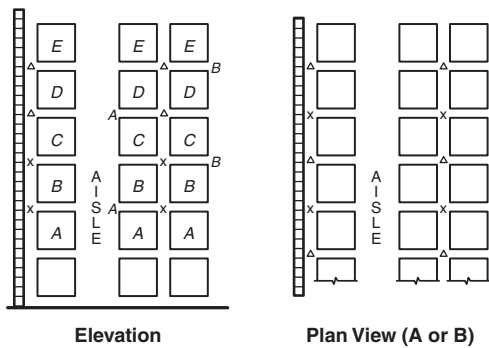 E E E
B
D D D
A
C C C
B
x x
B B B
A
x x
A A A
AISLE
Elevation
x x
x x
AISLE
Plan View (A or B)